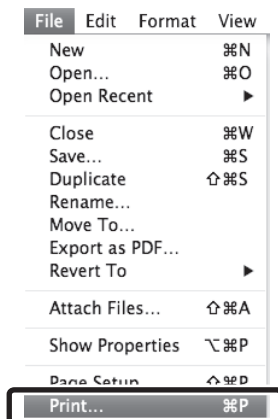 File Edit Format View
New ⌘N
Open... ⌘O
Open Recent ▶
Close ⌘W
Save... ⌘S
Duplicate ⇧⌘S
Rename...
Move To...
Export as PDF...
Revert To ▶
Attach Files... ⇧⌘A
Show Properties ⌥⌘P
Page Setup ⇧⌘P
Print... ⌘P